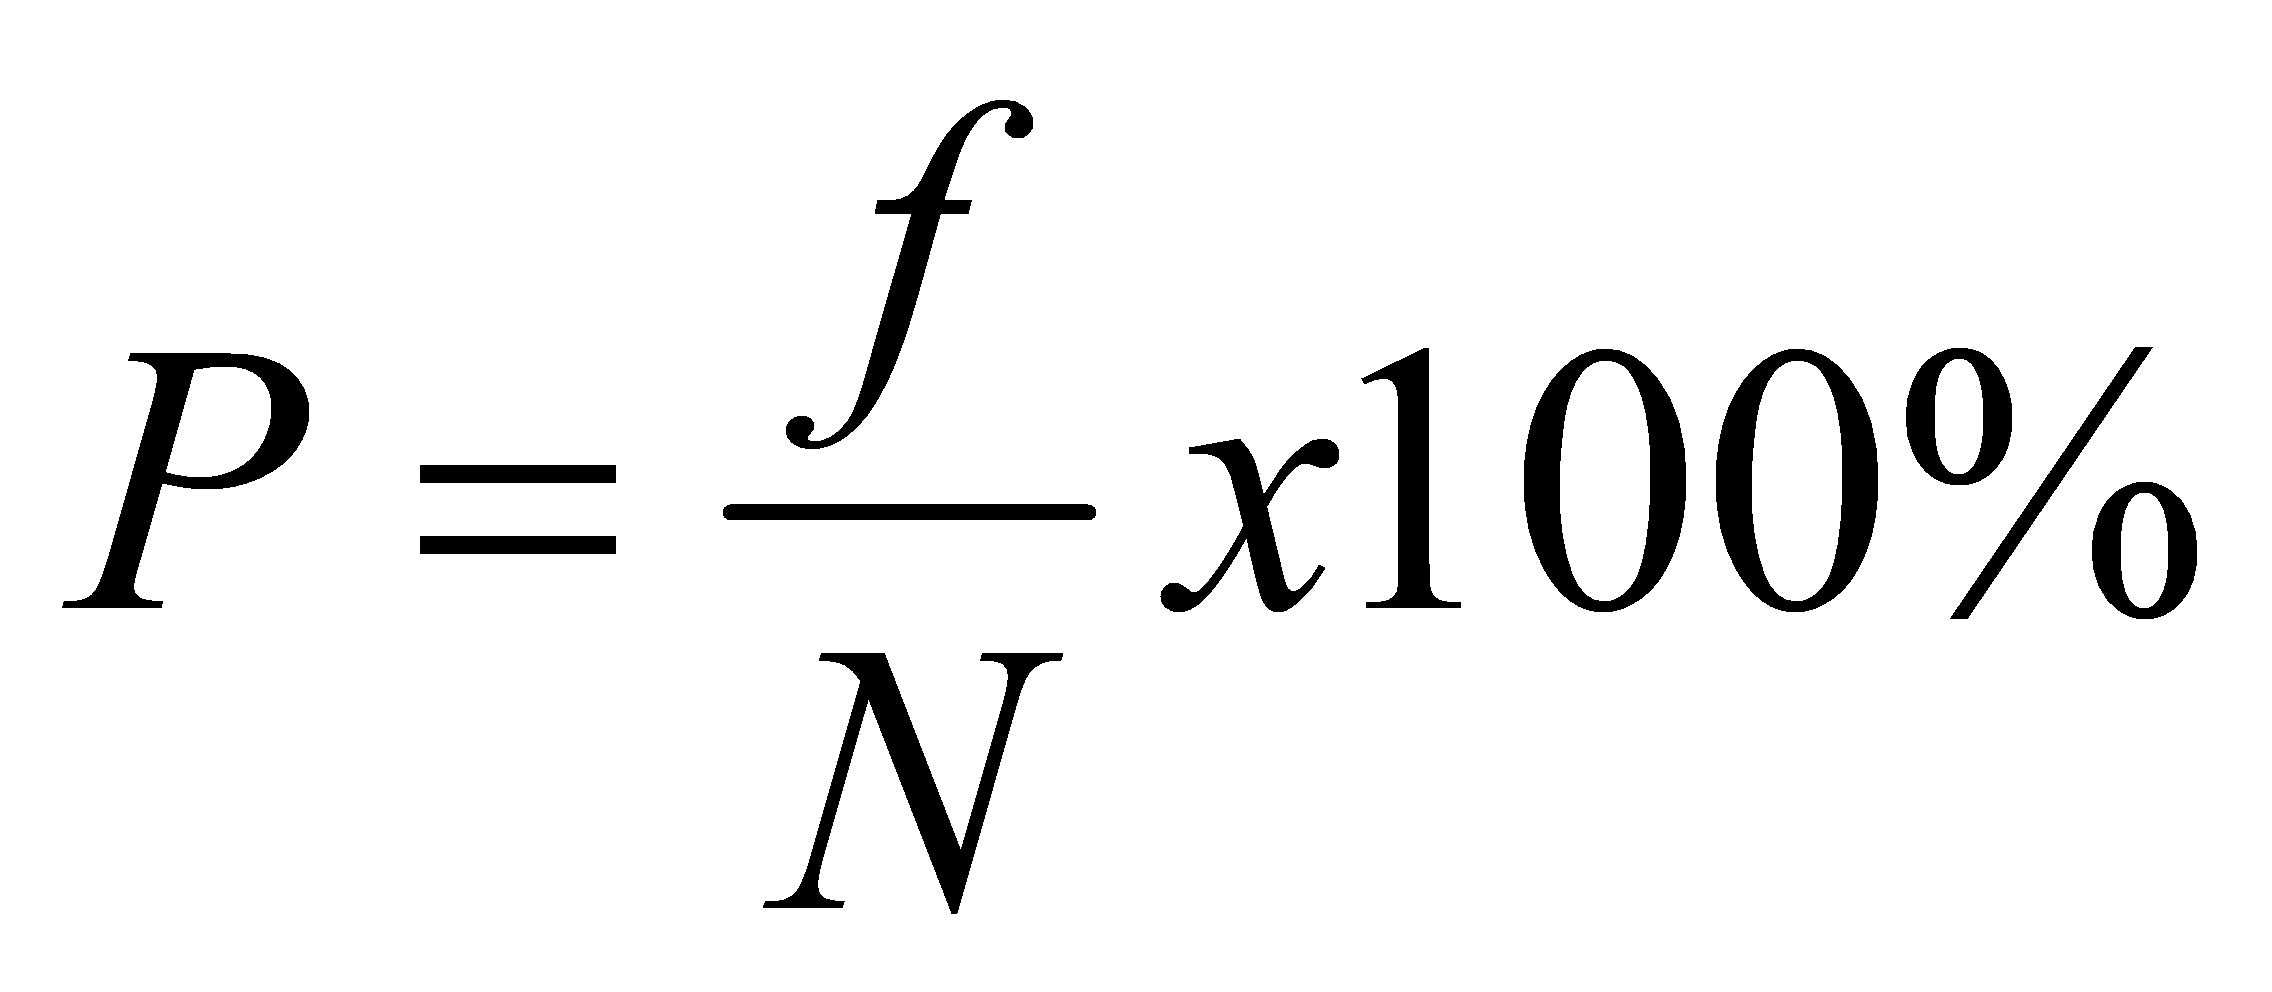 P = f/N x100%